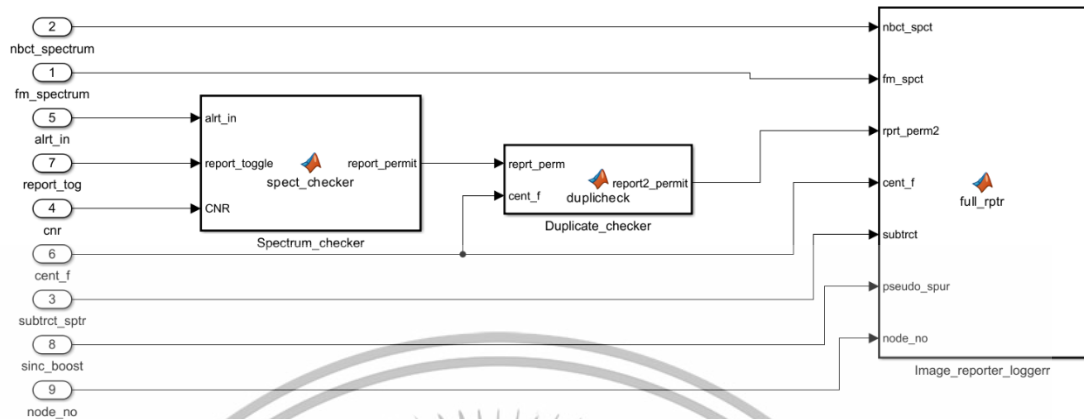 2
nbct_spectrum
1
fm_spectrum
5
alrt_in
7
report_tog
4
cnr
6
cent_f
3
subtrct_sptr
8
sinc_boost
9
node_no
alrt_in
report_toggle
CNR
spect_checker
report_permit
Spectrum_checker
reprt_perm
cent_f
duplicheck
report2_permit
Duplicate_checker
nbct_spct
fm_spct
rprt_perm2
cent_f
subtrct
pseudo_spur
node_no
full_rptr
Image_reporter_loggerr